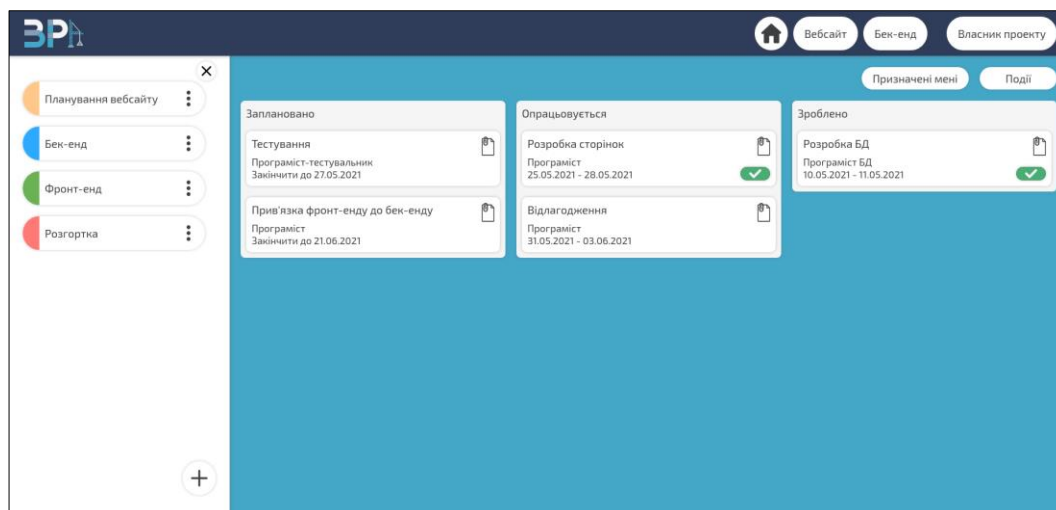 ЗРА
Вебсайт
Бек-енд
Власник проекту
Призначені мені
Події
Планування вебсайту
Бек-енд
Фронт-енд
Розгортка
Заплановано
Тестування
Програміст-тестувальник
Закінчити до 27.05.2021
Прив'язка фронт-енду до бек-енду
Програміст
Закінчити до 21.06.2021
Опрацьовується
Розробка сторінок
Програміст
25.05.2021 - 28.05.2021
Відлагодження
Програміст
31.05.2021 - 03.06.2021
Зроблено
Розробка БД
Програміст БД
10.05.2021 - 11.05.2021